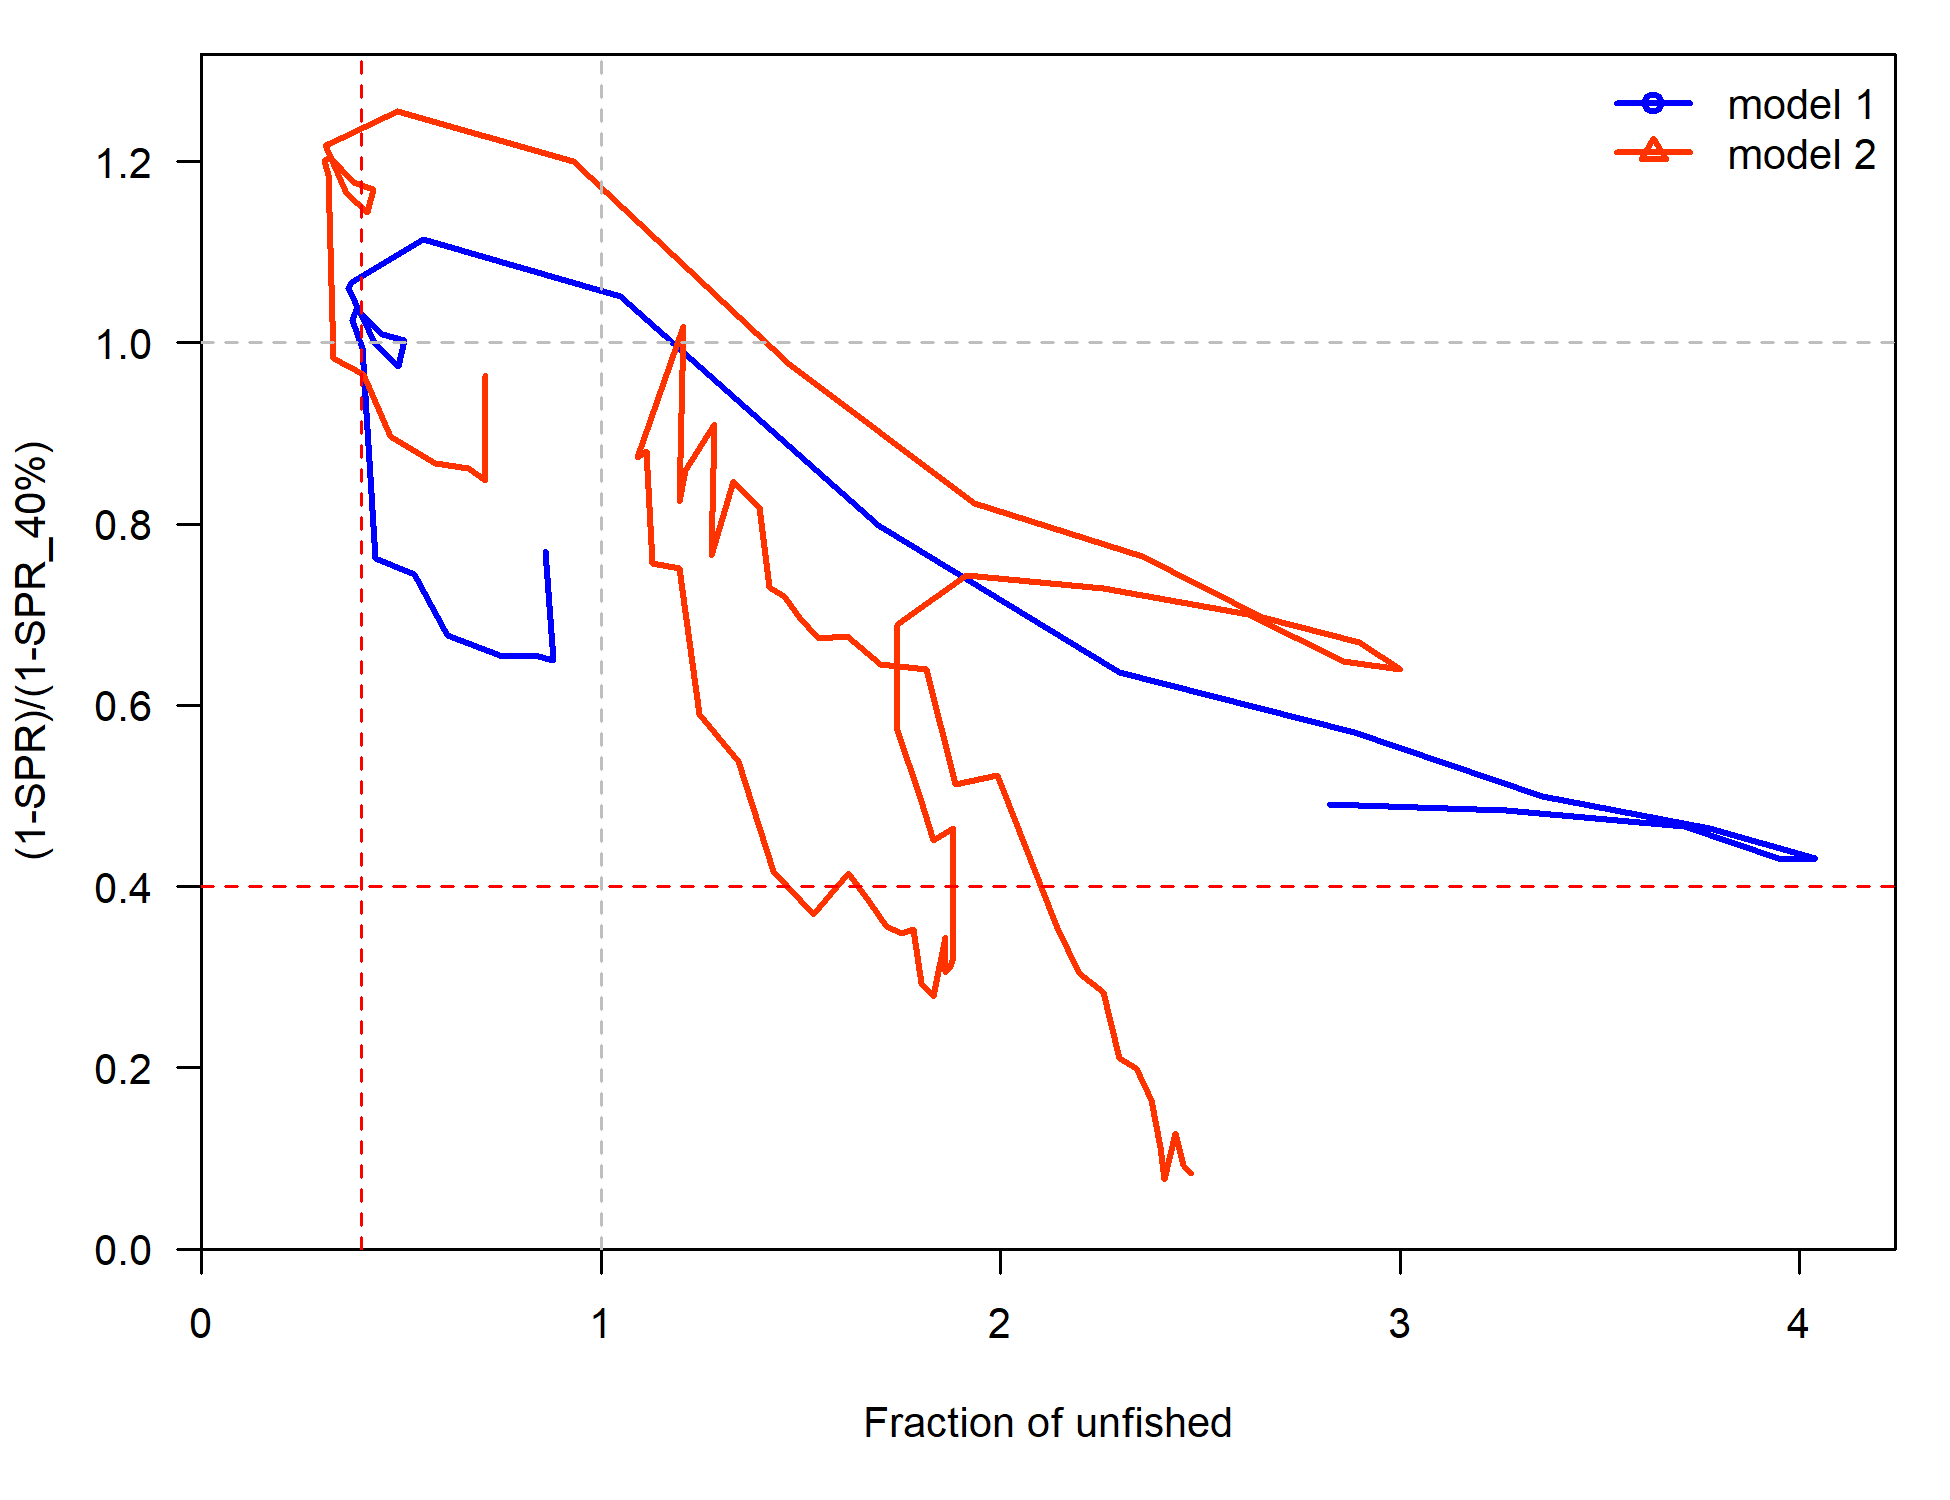 model 1
model 2
(1-SPR)/(1-SPR_40%)
1.2
1.0
0.8
0.6
0.4
0.2
0.0
0 1 2 3 4
Fraction of unfished